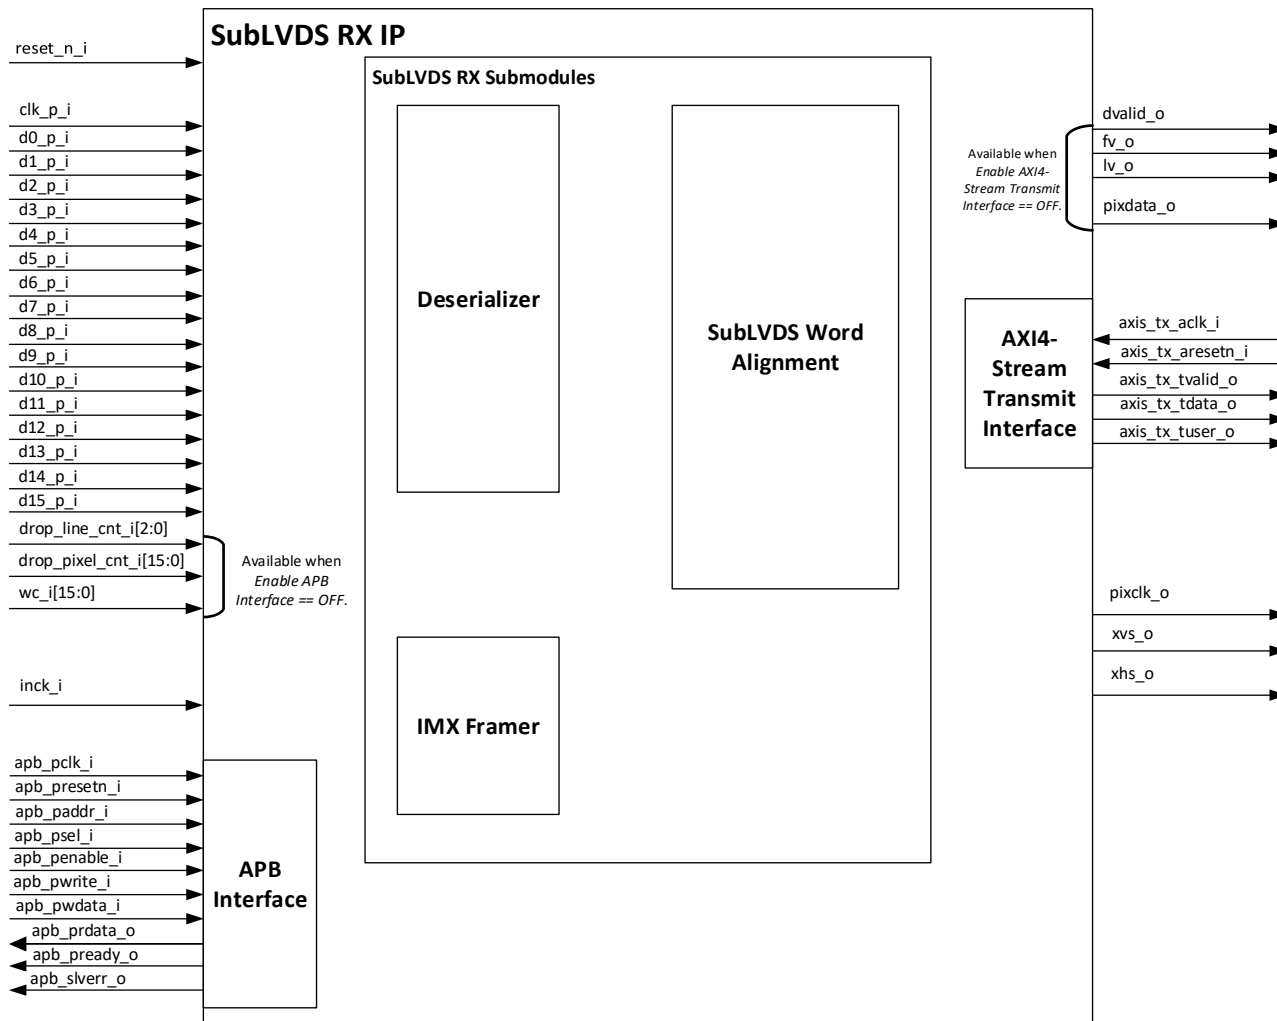 SubLVDS RX IP
reset_n_i
clk_p_i
d0_p_i
d1_p_i
d2_p_i
d3_p_i
d4_p_i
d5_p_i
d6_p_i
d7_p_i
d8_p_i
d9_p_i
d10_p_i
d11_p_i
d12_p_i
d13_p_i
d14_p_i
d15_p_i
drop_line_cnt_i[2:0]
drop_pixel_cnt_i[15:0]
wc_i[15:0]
Available when
Enable APB
Interface == OFF.
inck_i
apb_pclk_i
apb_presetn_i
apb_paddr_i
apb_psel_i
apb_penable_i
apb_pwrite_i
apb_pwdata_i
apb_prdata_o
apb_pready_o
apb_slverr_o
APB
Interface
SubLVDS RX Submodules
Deserializer
SubLVDS Word
Alignment
IMX Framer
Available when
Enable AXI4-
Stream Transmit
Interface == OFF.
dvalid_o
fv_o
lv_o
pixdata_o
AXI4-
Stream
Transmit
Interface
axis_tx_aclk_i
axis_tx_aresetn_i
axis_tx_tvalid_o
axis_tx_tdata_o
axis_tx_tuser_o
pixclk_o
xvs_o
xhs_o